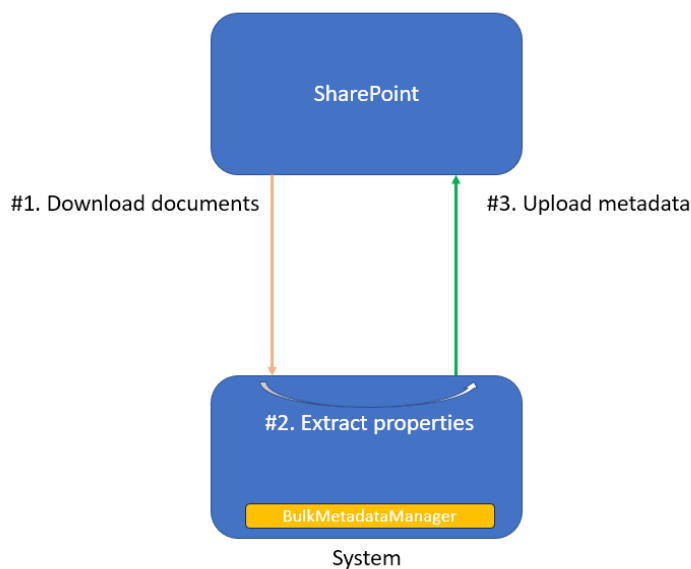 SharePoint
#1. Download documents
#3. Upload metadata
#2. Extract properties
BulkMetadataManager
System